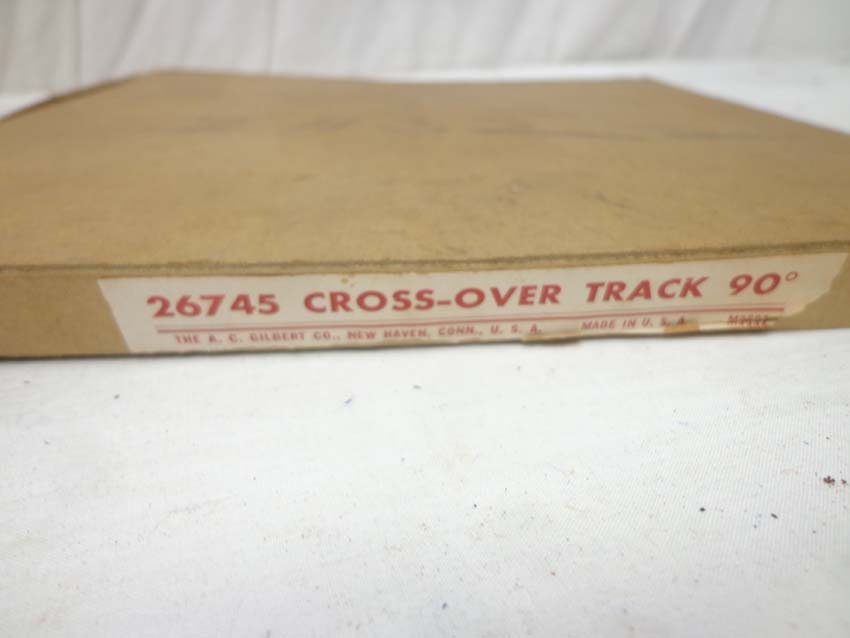 26745 CROSS-OVER TRACK 90°
THE A. C. GILBERT CO., NEW HAVEN, CONN., U. S. A. MADE IN U. S. A.